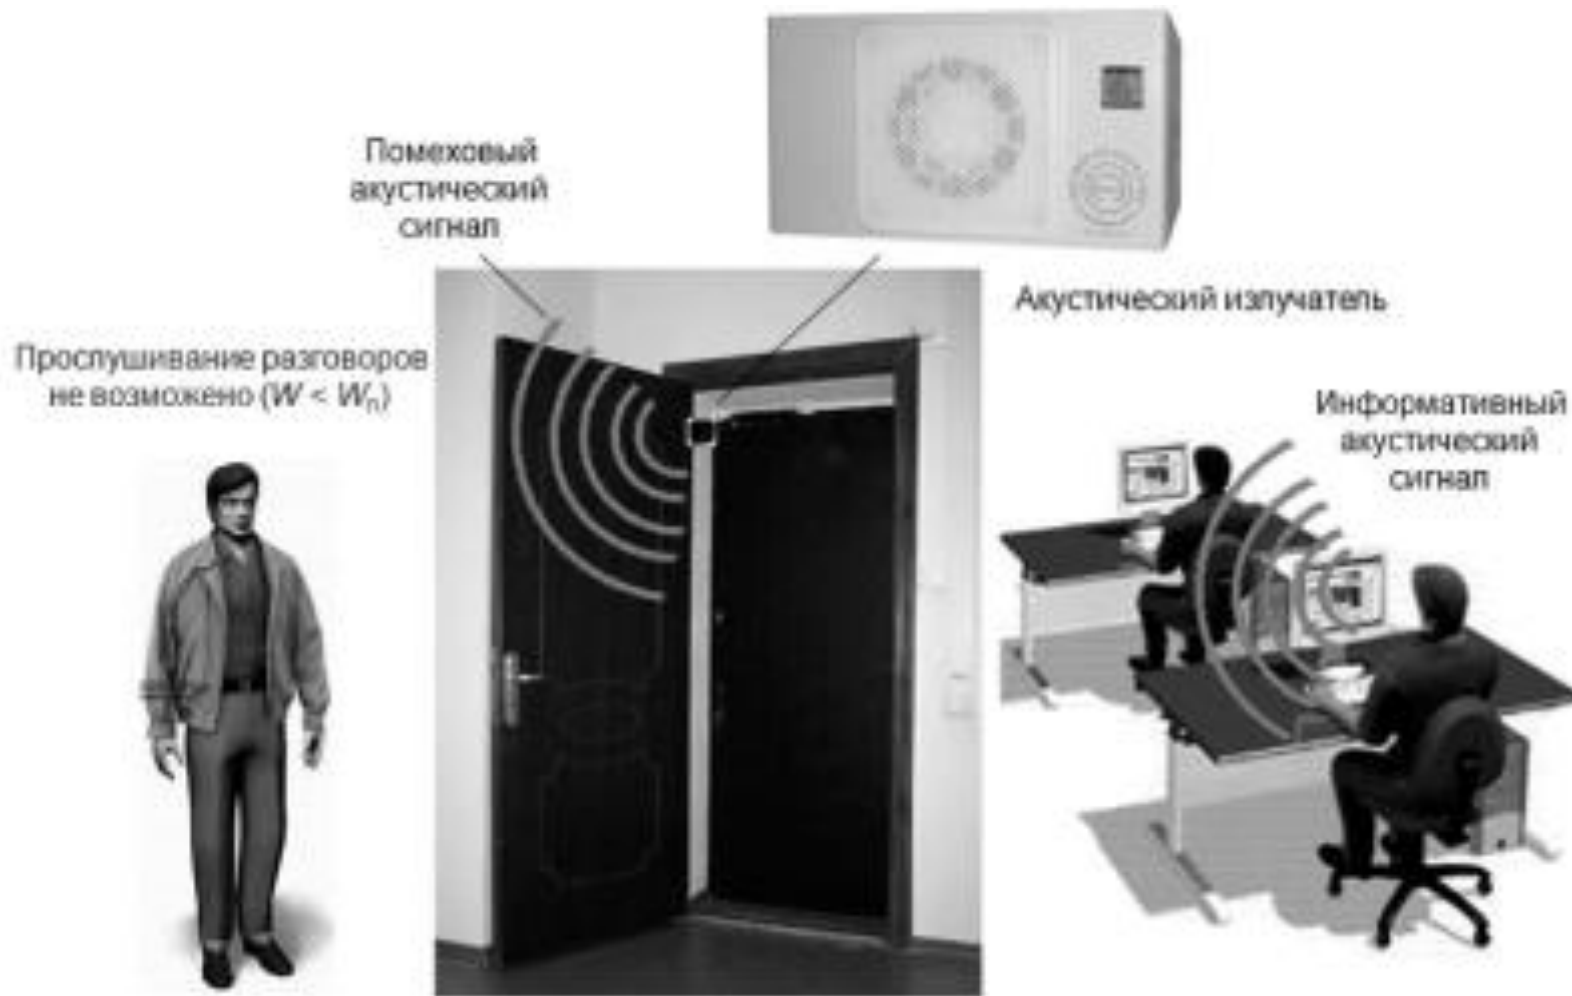 Помеховый
акустический
сигнал
Акустический излучатель
Прослушивание разговоров
не возможено (W < Wп)
Информативный
акустический
сигнал